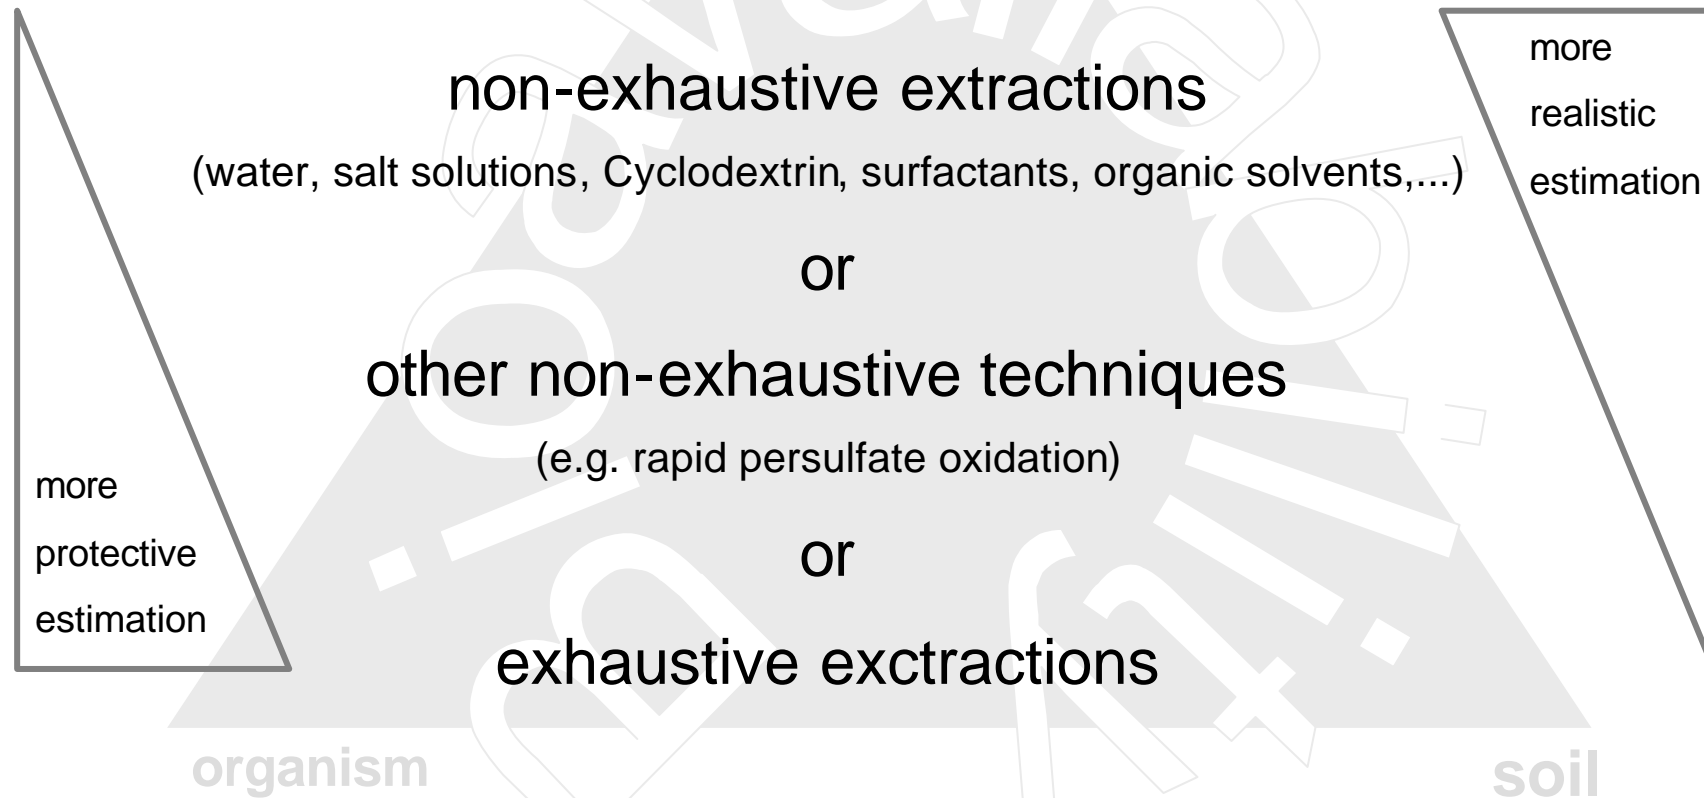 non-exhaustive extractions
(water, salt solutions, Cyclodextrin, surfactants, organic solvents,...)
or
other non-exhaustive techniques
(e.g. rapid persulfate oxidation)
or
exhaustive exctractions
more
protective
estimation
more
realistic
estimation
organism
soil
Bioavailability